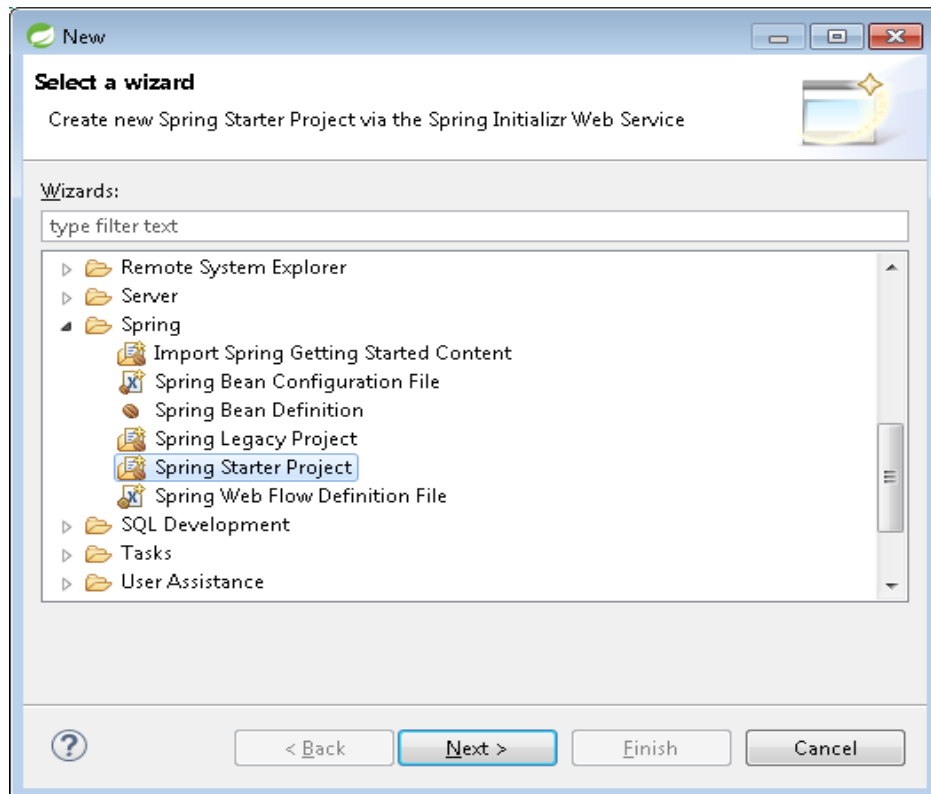 New
Select a wizard
Create new Spring Starter Project via the Spring Initializr Web Service
Wizards:
type filter text
Remote System Explorer
Server
Spring
Import Spring Getting Started Content
Spring Bean Configuration File
Spring Bean Definition
Spring Legacy Project
Spring Starter Project
Spring Web Flow Definition File
SQL Development
Tasks
User Assistance
? < Back Next > Finish Cancel